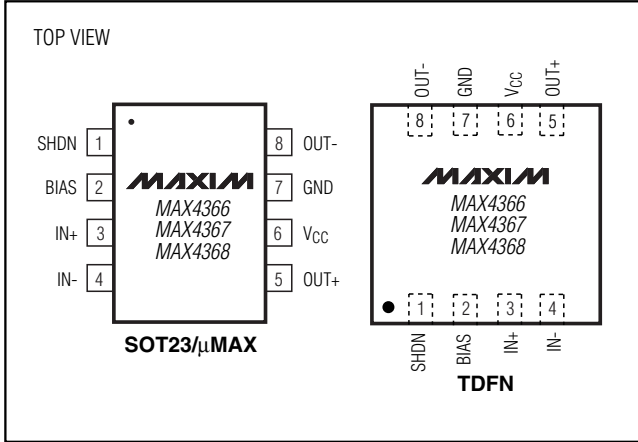 TOP VIEW
SHDN 1
BIAS 2
IN+ 3
IN- 4
MAXIM
MAX4366
MAX4367
MAX4368
8 OUT-
7 GND
6 VCC
5 OUT+
SOT23/μMAX
OUT- GND VCC OUT+
8 7 6 5
MAXIM
MAX4366
MAX4367
MAX4368
1 2 3 4
SHDN BIAS IN+ IN-
TDFN